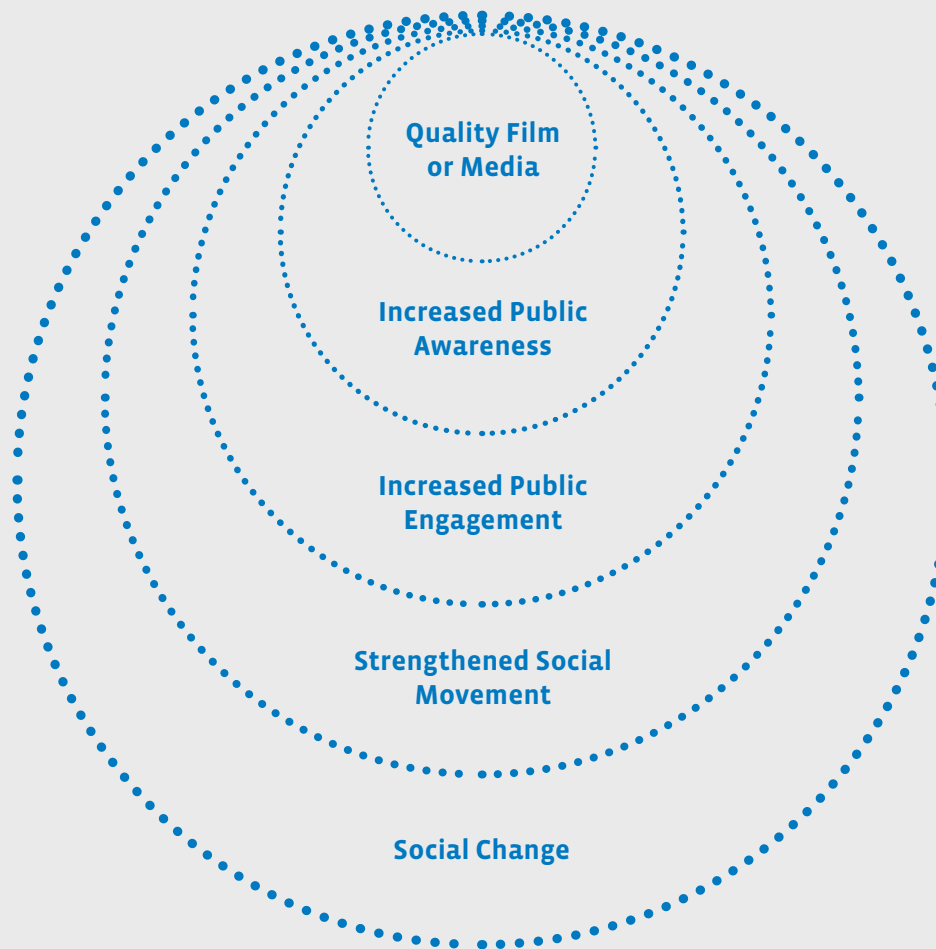 Quality Film
or Media
Increased Public
Awareness
Increased Public
Engagement
Strengthened Social
Movement
Social Change